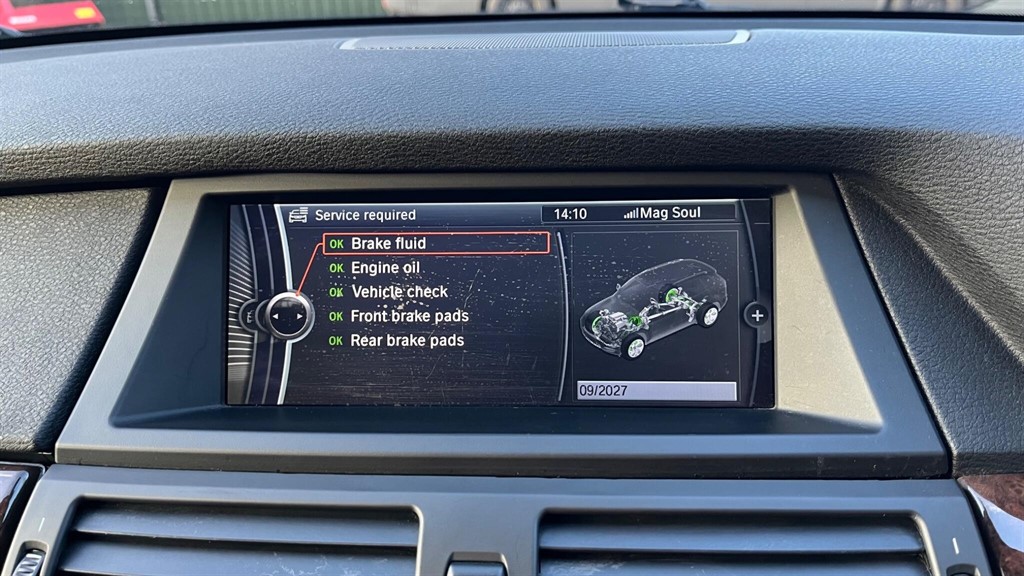 Service required
14:10
Mag Soul
OK Brake fluid
OK Engine oil
OK Vehicle check
OK Front brake pads
OK Rear brake pads
+
09/2027